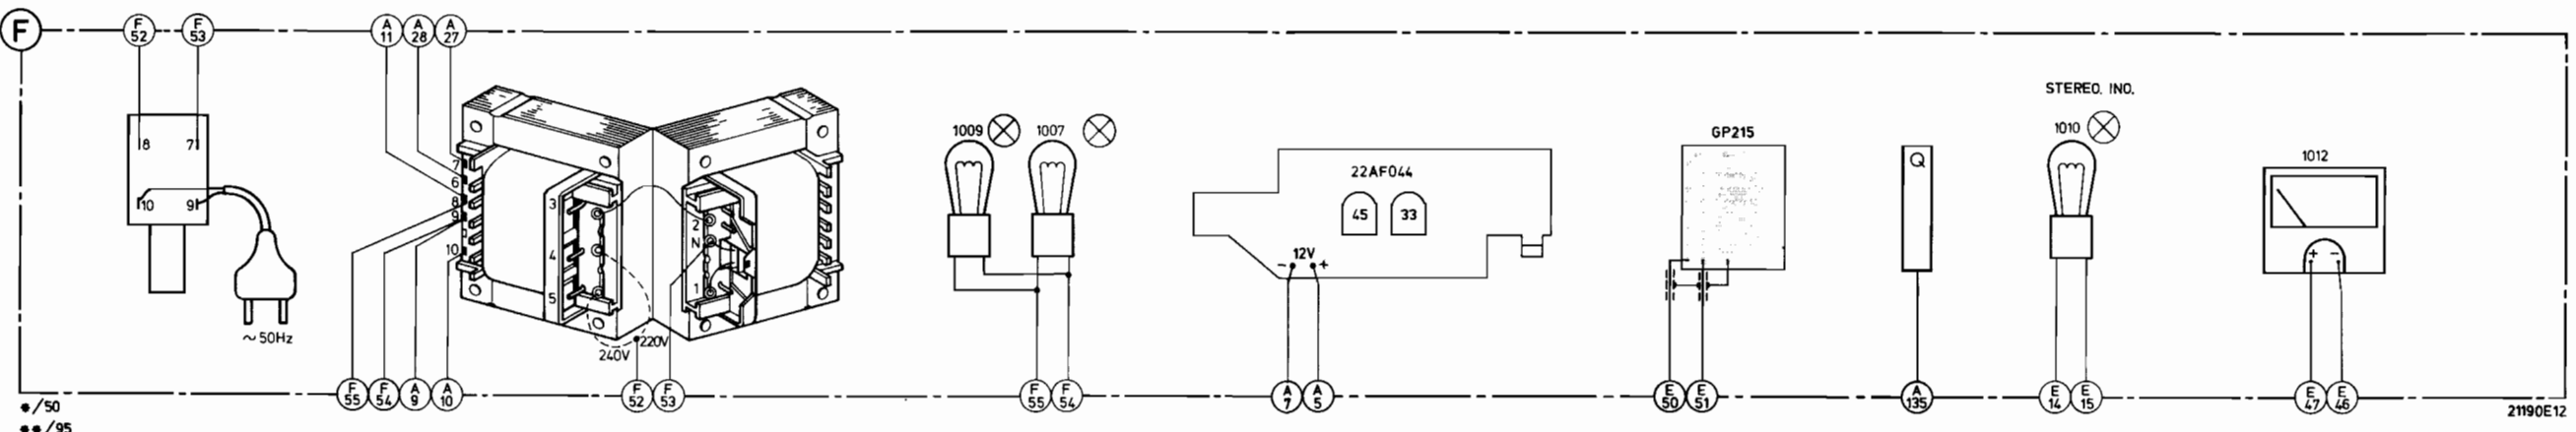 F
F 52
F 53
A 11
A 28
A 27
8
7
10
9
~ 50Hz
7
6
8
9
10
3
4
5
2
N
1
240V
220V
1009
1007
22AF044
45
33
12V
- +
GP215
Q
STEREO. INO.
1010
1012
+ -
F 55
F 54
A 9
A 10
F 52
F 53
F 55
F 54
A 7
A 5
E 50
E 51
A 135
E 14
E 15
E 47
E 46
*/50
**/95
21190E12